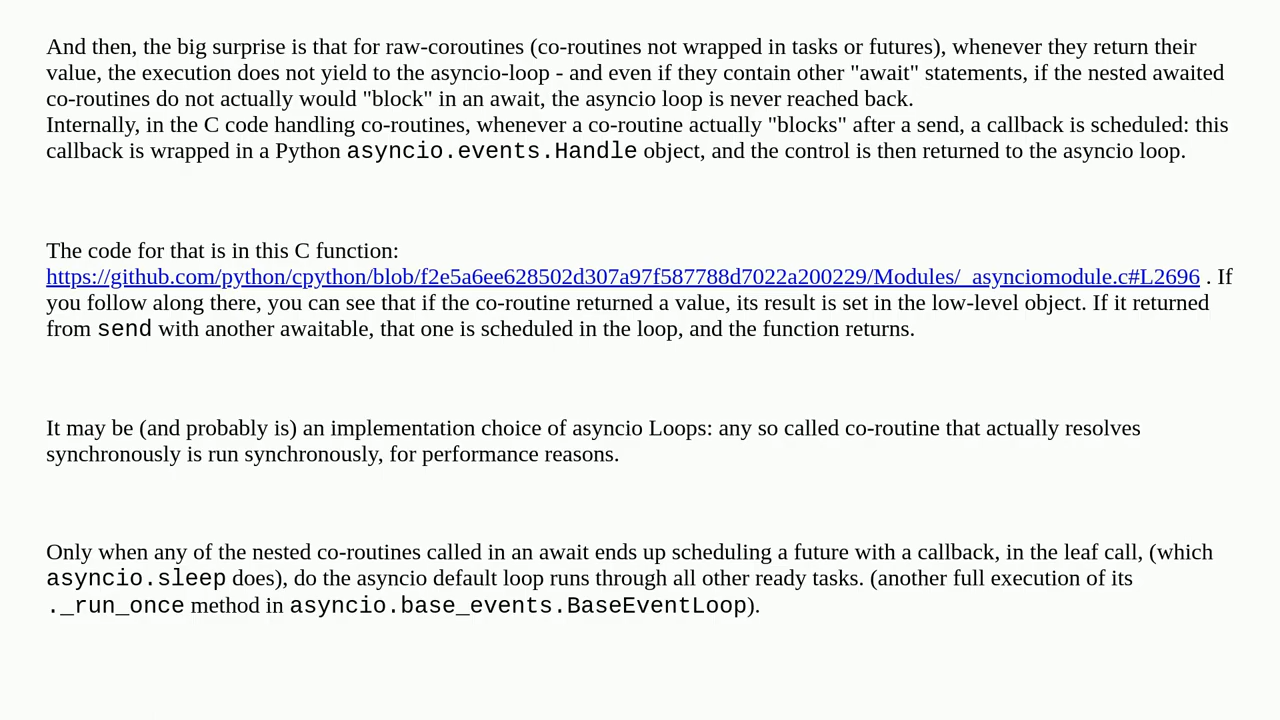 And then, the big surprise is that for raw-coroutines (co-routines not wrapped in tasks or futures), whenever they return their
value, the execution does not yield to the asyncio-loop - and even if they contain other "await" statements, if the nested awaited
co-routines do not actually would "block" in an await, the asyncio loop is never reached back.
Internally, in the C code handling co-routines, whenever a co-routine actually "blocks" after a send, a callback is scheduled: this
callback is wrapped in a Python asyncio.events.Handle object, and the control is then returned to the asyncio loop.
The code for that is in this C function:
https://github.com/python/cpython/blob/f2e5a6ee628502d307a97f587788d7022a200229/Modules/_asynciomodule.c#L2696 . If
you follow along there, you can see that if the co-routine returned a value, its result is set in the low-level object. If it returned
from send with another awaitable, that one is scheduled in the loop, and the function returns.
It may be (and probably is) an implementation choice of asyncio Loops: any so called co-routine that actually resolves
synchronously is run synchronously, for performance reasons.
Only when any of the nested co-routines called in an await ends up scheduling a future with a callback, in the leaf call, (which
asyncio.sleep does), do the asyncio default loop runs through all other ready tasks. (another full execution of its
._run_once method in asyncio.base_events.BaseEventLoop).